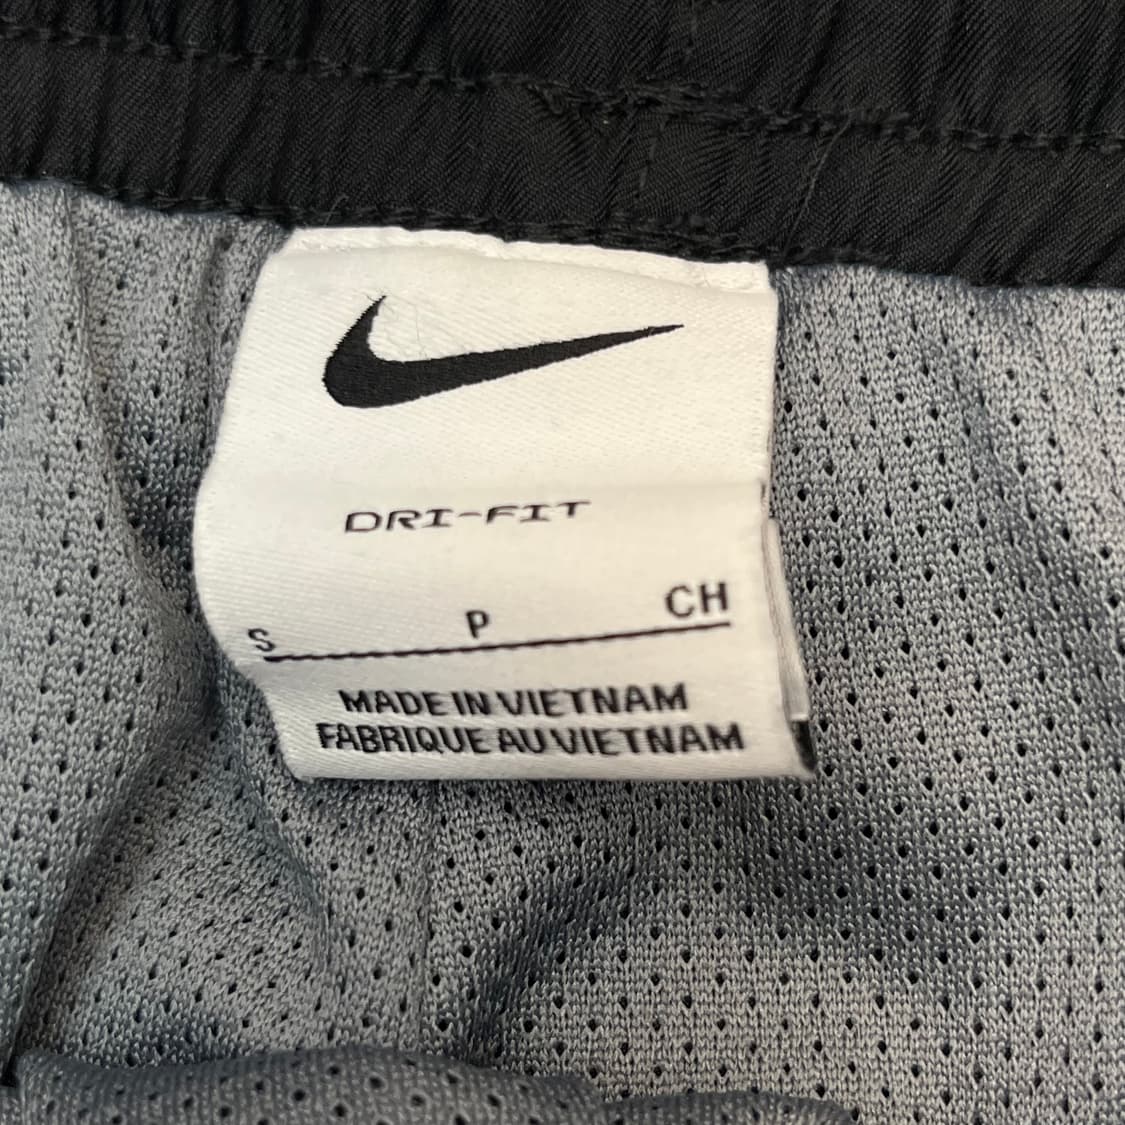 DRI-FIT
S P CH
MADE IN VIETNAM
FABRIQUE AU VIETNAM